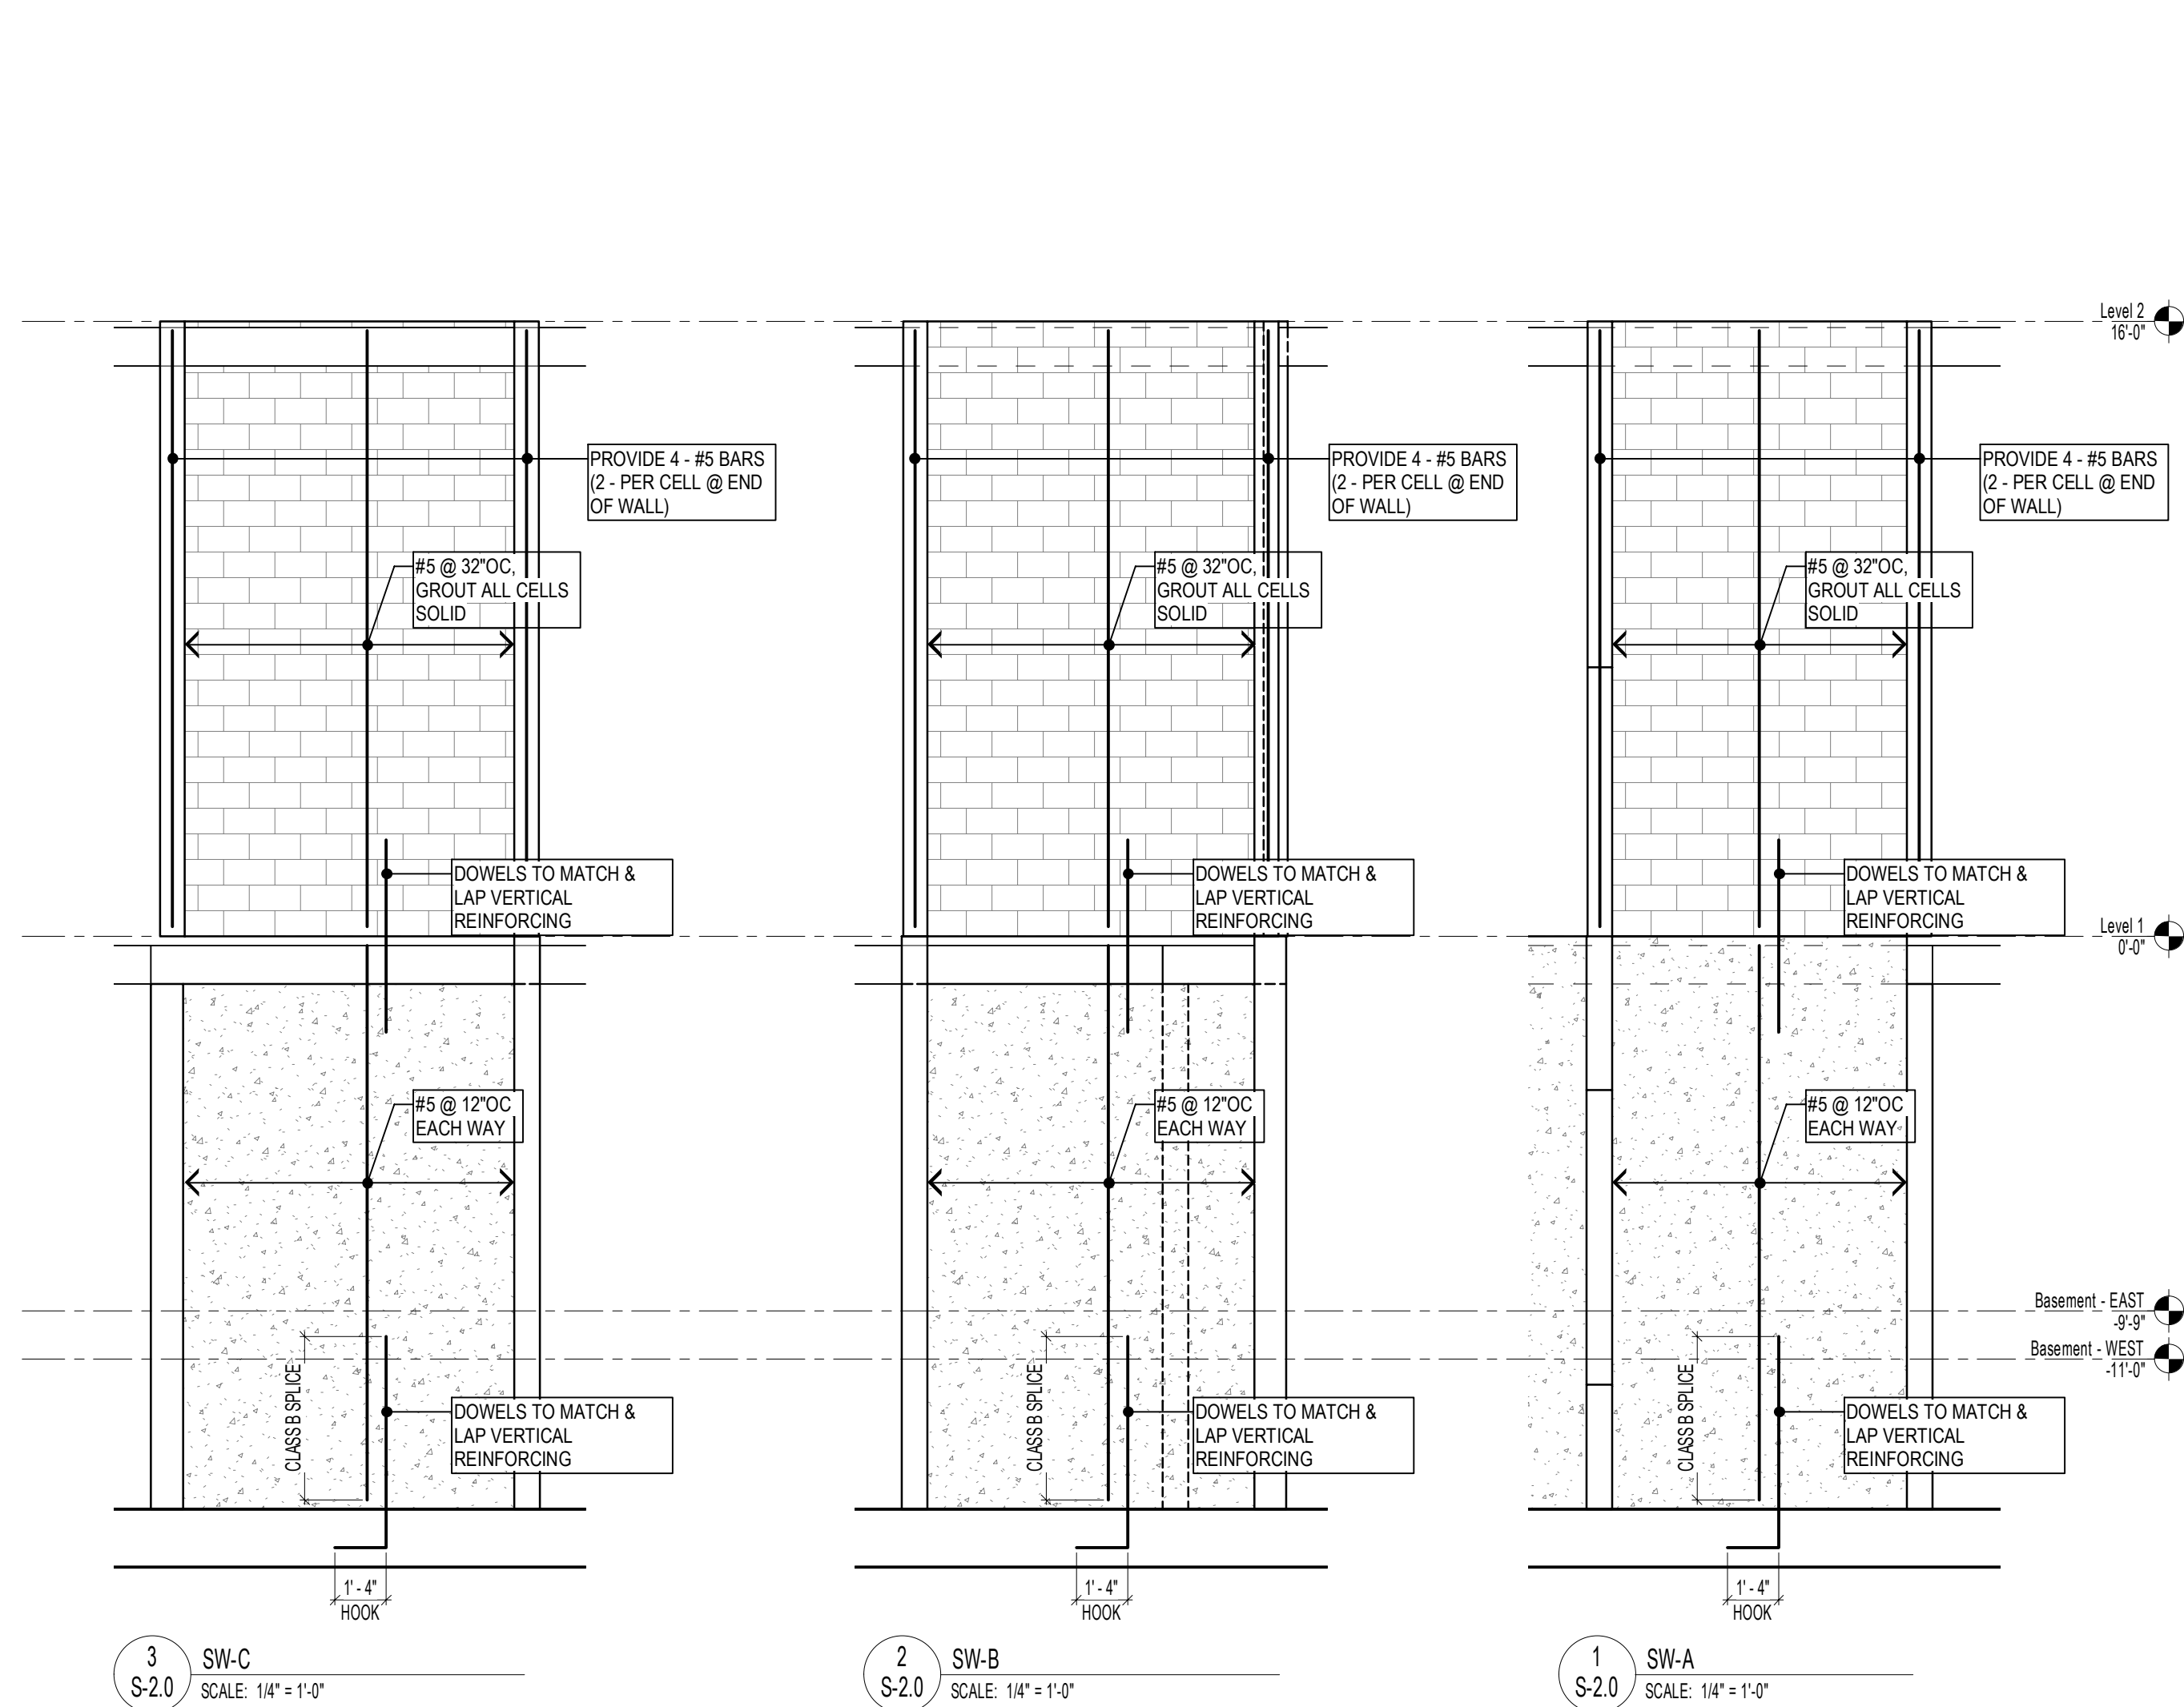 Level 2
16'-0"
PROVIDE 4 - #5 BARS
(2 - PER CELL @ END
OF WALL)
PROVIDE 4 - #5 BARS
(2 - PER CELL @ END
OF WALL)
PROVIDE 4 - #5 BARS
(2 - PER CELL @ END
OF WALL)
#5 @ 32"OC,
GROUT ALL CELLS
SOLID
#5 @ 32"OC,
GROUT ALL CELLS
SOLID
#5 @ 32"OC,
GROUT ALL CELLS
SOLID
DOWELS TO MATCH &
LAP VERTICAL
REINFORCING
DOWELS TO MATCH &
LAP VERTICAL
REINFORCING
DOWELS TO MATCH &
LAP VERTICAL
REINFORCING
Level 1
0'-0"
#5 @ 12"OC
EACH WAY
#5 @ 12"OC
EACH WAY
#5 @ 12"OC
EACH WAY
Basement - EAST
-9'-9"
Basement - WEST
-11'-0"
CLASS B SPLICE
CLASS B SPLICE
CLASS B SPLICE
DOWELS TO MATCH &
LAP VERTICAL
REINFORCING
DOWELS TO MATCH &
LAP VERTICAL
REINFORCING
DOWELS TO MATCH &
LAP VERTICAL
REINFORCING
1' - 4"
HOOK
1' - 4"
HOOK
1' - 4"
HOOK
3
S-2.0
SW-C
SCALE: 1/4" = 1'-0"
2
S-2.0
SW-B
SCALE: 1/4" = 1'-0"
1
S-2.0
SW-A
SCALE: 1/4" = 1'-0"